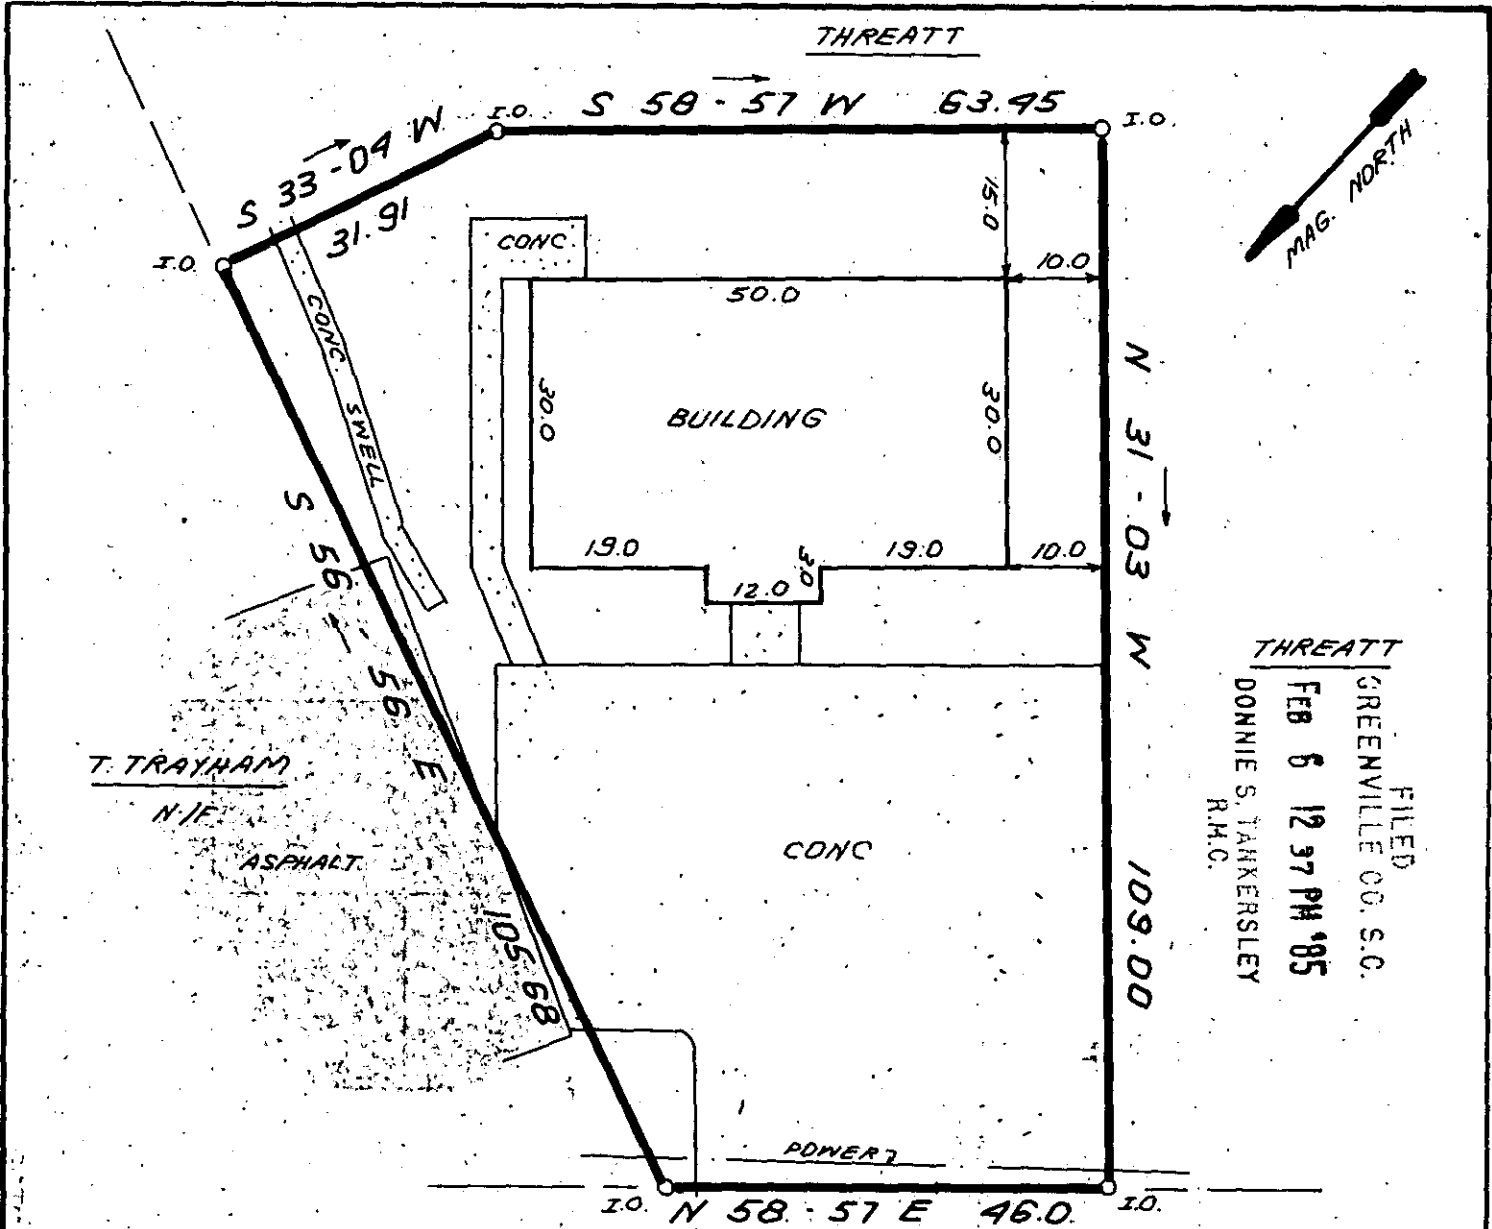 THREATT
S 58-57 W 63.45
I.O.
I.O.
S 33-04 W
31.91
I.O.
MAG. NORTH
CONC.
15.0
10.0
50.0
CONC. SWELL
30.0
BUILDING
30.0
N 31-03 W 109.00
19.0
3.0
19.0
10.0
12.0
S 56-56 E 105.68
THREATT
FILED
GREENVILLE CO. S.C.
FEB 6 12 37 PM '85
DONNIE S. TANKERSLEY
R.M.C.
T. TRAYHAM
N/F
ASPHALT
CONC
POWER
I.O.
N 58-57 E 46.0
I.O.